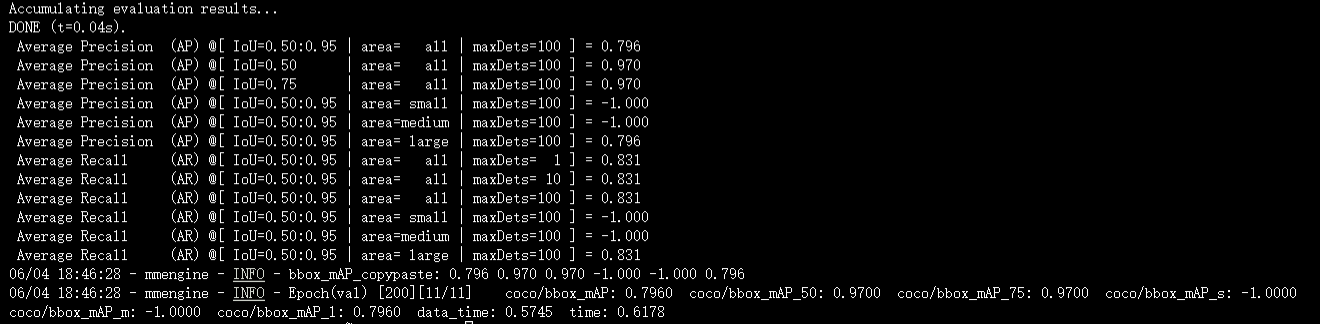 Accumulating evaluation results...
DONE (t=0.04s).
Average Precision  (AP) @[ IoU=0.50:0.95 | area=   all | maxDets=100 ] = 0.796
Average Precision  (AP) @[ IoU=0.50      | area=   all | maxDets=100 ] = 0.970
Average Precision  (AP) @[ IoU=0.75      | area=   all | maxDets=100 ] = 0.970
Average Precision  (AP) @[ IoU=0.50:0.95 | area= small | maxDets=100 ] = -1.000
Average Precision  (AP) @[ IoU=0.50:0.95 | area=medium | maxDets=100 ] = -1.000
Average Precision  (AP) @[ IoU=0.50:0.95 | area= large | maxDets=100 ] = 0.796
Average Recall     (AR) @[ IoU=0.50:0.95 | area=   all | maxDets=  1 ] = 0.831
Average Recall     (AR) @[ IoU=0.50:0.95 | area=   all | maxDets= 10 ] = 0.831
Average Recall     (AR) @[ IoU=0.50:0.95 | area=   all | maxDets=100 ] = 0.831
Average Recall     (AR) @[ IoU=0.50:0.95 | area= small | maxDets=100 ] = -1.000
Average Recall     (AR) @[ IoU=0.50:0.95 | area=medium | maxDets=100 ] = -1.000
Average Recall     (AR) @[ IoU=0.50:0.95 | area= large | maxDets=100 ] = 0.831
06/04 18:46:28 - mmengine - INFO - bbox_mAP_copypaste: 0.796 0.970 0.970 -1.000 -1.000 0.796
06/04 18:46:28 - mmengine - INFO - Epoch(val) [200][11/11]    coco/bbox_mAP: 0.7960  coco/bbox_mAP_50: 0.9700  coco/bbox_mAP_75: 0.9700  coco/bbox_mAP_s: -1.0000
coco/bbox_mAP_m: -1.0000  coco/bbox_mAP_l: 0.7960  data_time: 0.5745  time: 0.6178